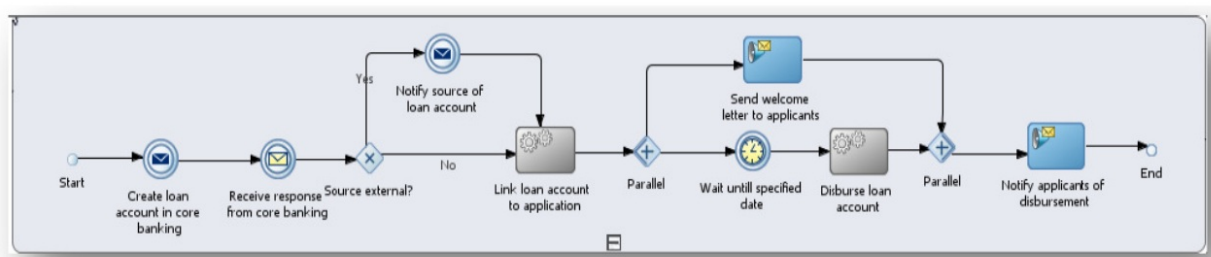 Yes
Notify source of
loan account
Send welcome
letter to applicants
Start
Create loan
account in core
banking
Receive response
from core banking
Source external?
No
Link loan account
to application
Parallel
Wait untill specified
date
Disburse loan
account
Parallel
Notify applicants of
disbursement
End